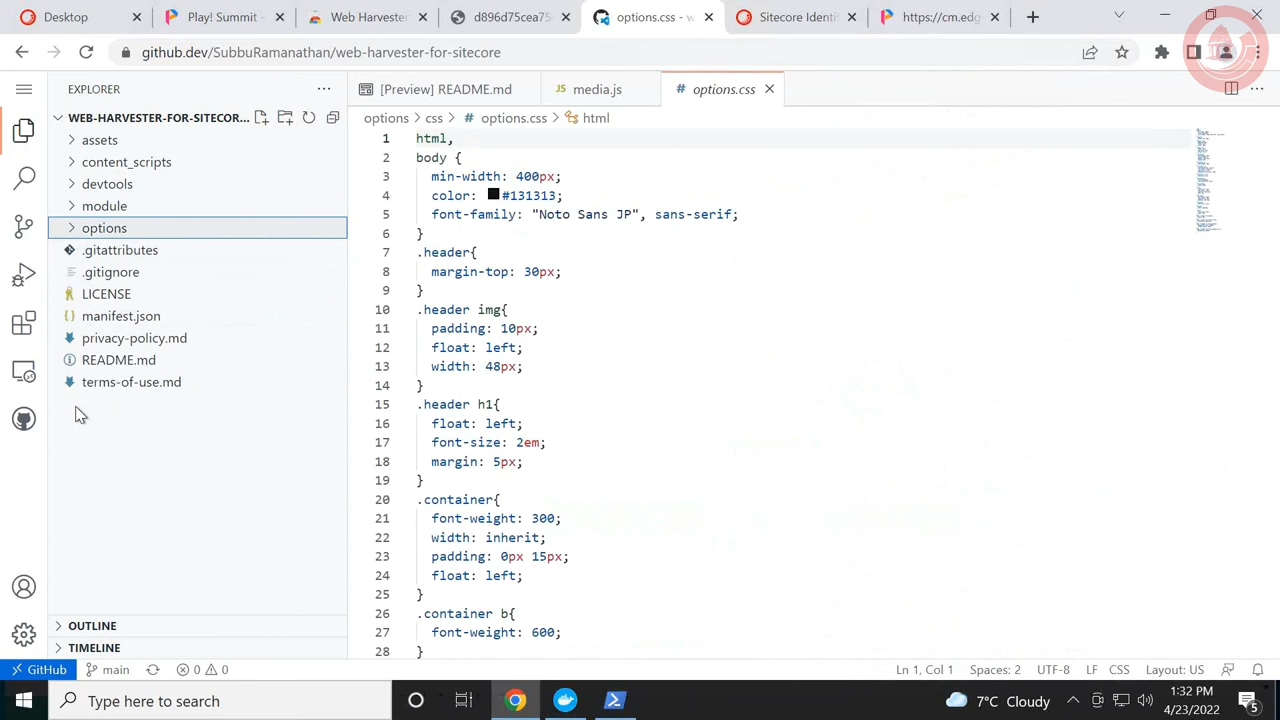 Desktop
Play! Summit -
Web Harvester
d896d75cea75
options.css - w
Sitecore Identi
https://cm.edg
github.dev/SubbuRamanathan/web-harvester-for-sitecore
EXPLORER
[Preview] README.md
media.js
options.css
WEB-HARVESTER-FOR-SITECOR...
options > css > # options.css > html
assets
content_scripts
devtools
module
options
.gitattributes
.gitignore
LICENSE
manifest.json
privacy-policy.md
README.md
terms-of-use.md
OUTLINE
TIMELINE
1 html,
2 body {
3 min-width: 400px;
4 color: #131313;
5 font-family: "Noto Sans JP", sans-serif;
6 }
7 .header{
8 margin-top: 30px;
9 }
10 .header img{
11 padding: 10px;
12 float: left;
13 width: 48px;
14 }
15 .header h1{
16 float: left;
17 font-size: 2em;
18 margin: 5px;
19 }
20 .container{
21 font-weight: 300;
22 width: inherit;
23 padding: 0px 15px;
24 float: left;
25 }
26 .container b{
27 font-weight: 600;
28 }
GitHub
main
0 0
Ln 1, Col 1
Spaces: 2
UTF-8
LF
CSS
Layout: US
Type here to search
7°C Cloudy
1:32 PM
4/23/2022
5